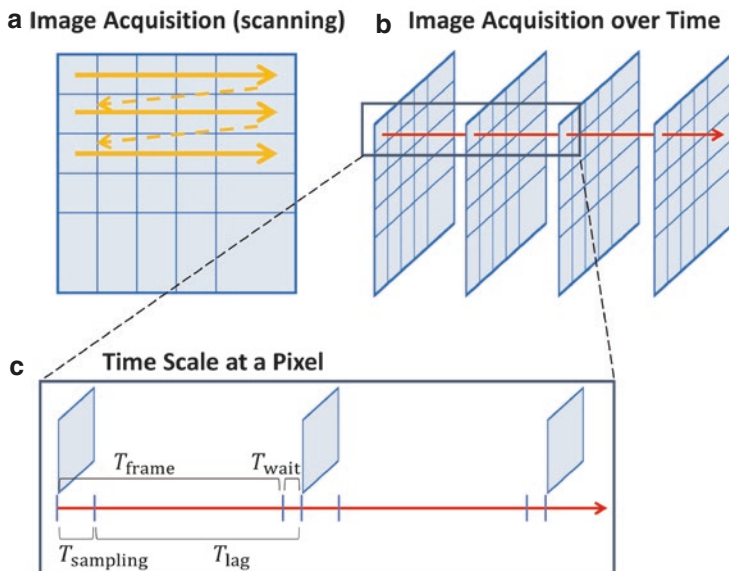 a Image Acquisition (scanning)
b Image Acquisition over Time
c Time Scale at a Pixel
T_frame
T_wait
T_sampling
T_lag